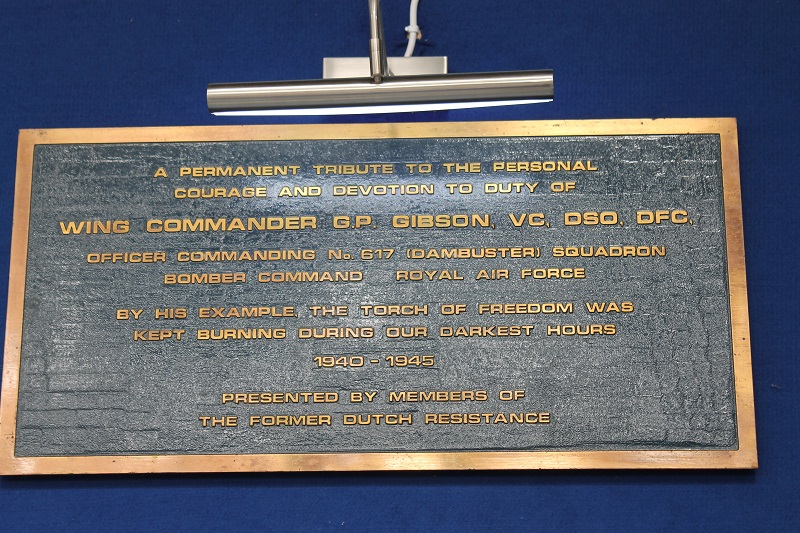 A PERMANENT TRIBUTE TO THE PERSONAL
COURAGE AND DEVOTION TO DUTY OF
WING COMMANDER G.P. GIBSON, VC, DSO, DFC,
OFFICER COMMANDING No. 617 (DAMBUSTER) SQUADRON
BOMBER COMMAND ROYAL AIR FORCE
BY HIS EXAMPLE, THE TORCH OF FREEDOM WAS
KEPT BURNING DURING OUR DARKEST HOURS
1940 - 1945
PRESENTED BY MEMBERS OF
THE FORMER DUTCH RESISTANCE